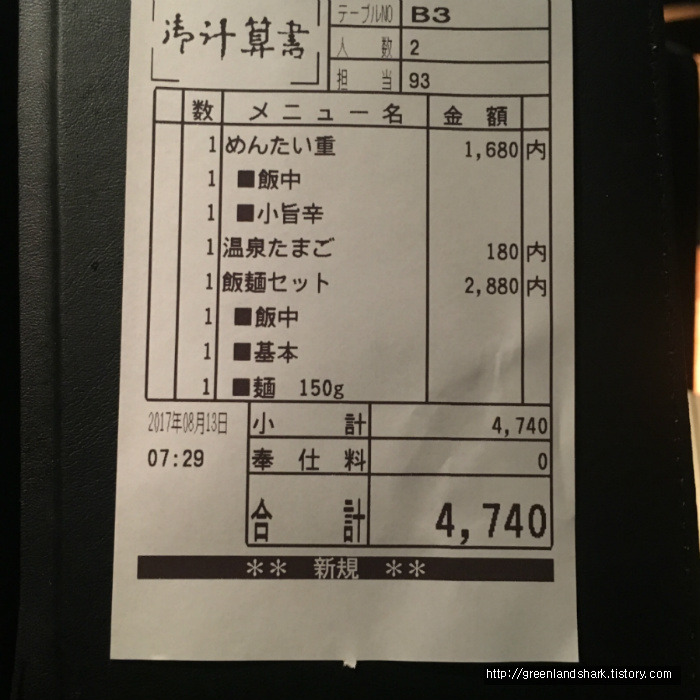 御計算書
テーブルNO B3
人 数 2
担 当 93
数 メニュー名 金 額
1 めんたい重 1,680 内
1 ■飯中
1 ■小旨辛
1 温泉たまご 180 内
1 飯麺セット 2,880 内
1 ■飯中
1 ■基本
1 ■麺 150g
2017年08月13日 小 計 4,740
07:29 奉 仕 料 0
合 計 4,740
** 新規 **
http://greenlandshark.tistory.com